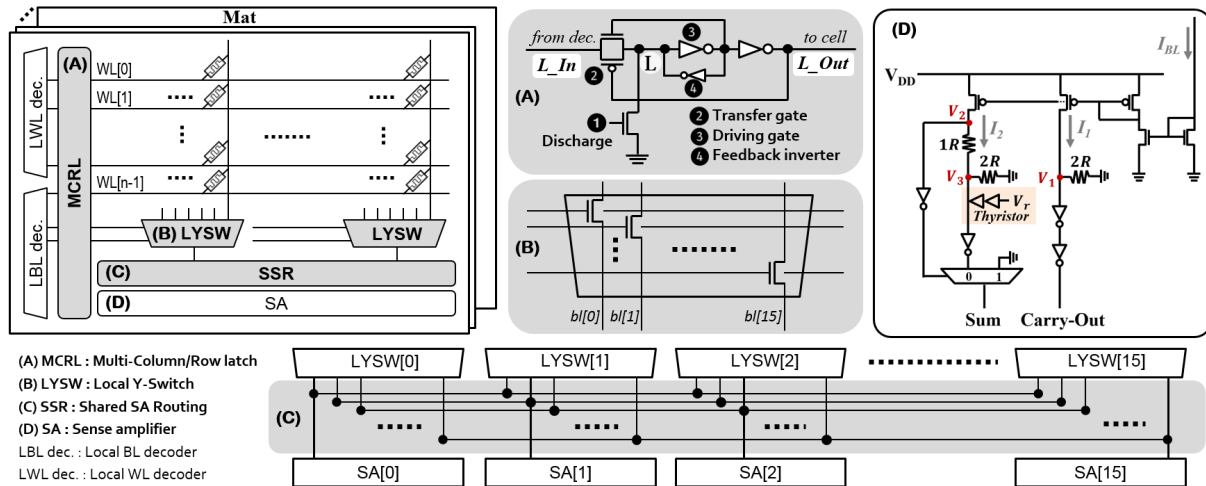 Mat
LWL dec.
LBL dec.
(A)
MCRL
WL[0]
WL[1]
WL[n-1]
(B) LYSW
LYSW
(C)
SSR
(D)
SA
from dec.
L_In
L
to cell
L_Out
1
2
3
4
(A)
Discharge
2 Transfer gate
3 Driving gate
4 Feedback inverter
(B)
bl[0]
bl[1]
bl[15]
(D)
I_BL
V_DD
V_2
I_2
I_1
1R
2R
2R
V_3
V_1
V_r
Thyristor
0
1
Sum
Carry-Out
(A) MCRL : Multi-Column/Row latch
(B) LYSW : Local Y-Switch
(C) SSR : Shared SA Routing
(D) SA : Sense amplifier
LBL dec. : Local BL decoder
LWL dec. : Local WL decoder
LYSW[0]
LYSW[1]
LYSW[2]
LYSW[15]
(C)
SA[0]
SA[1]
SA[2]
SA[15]